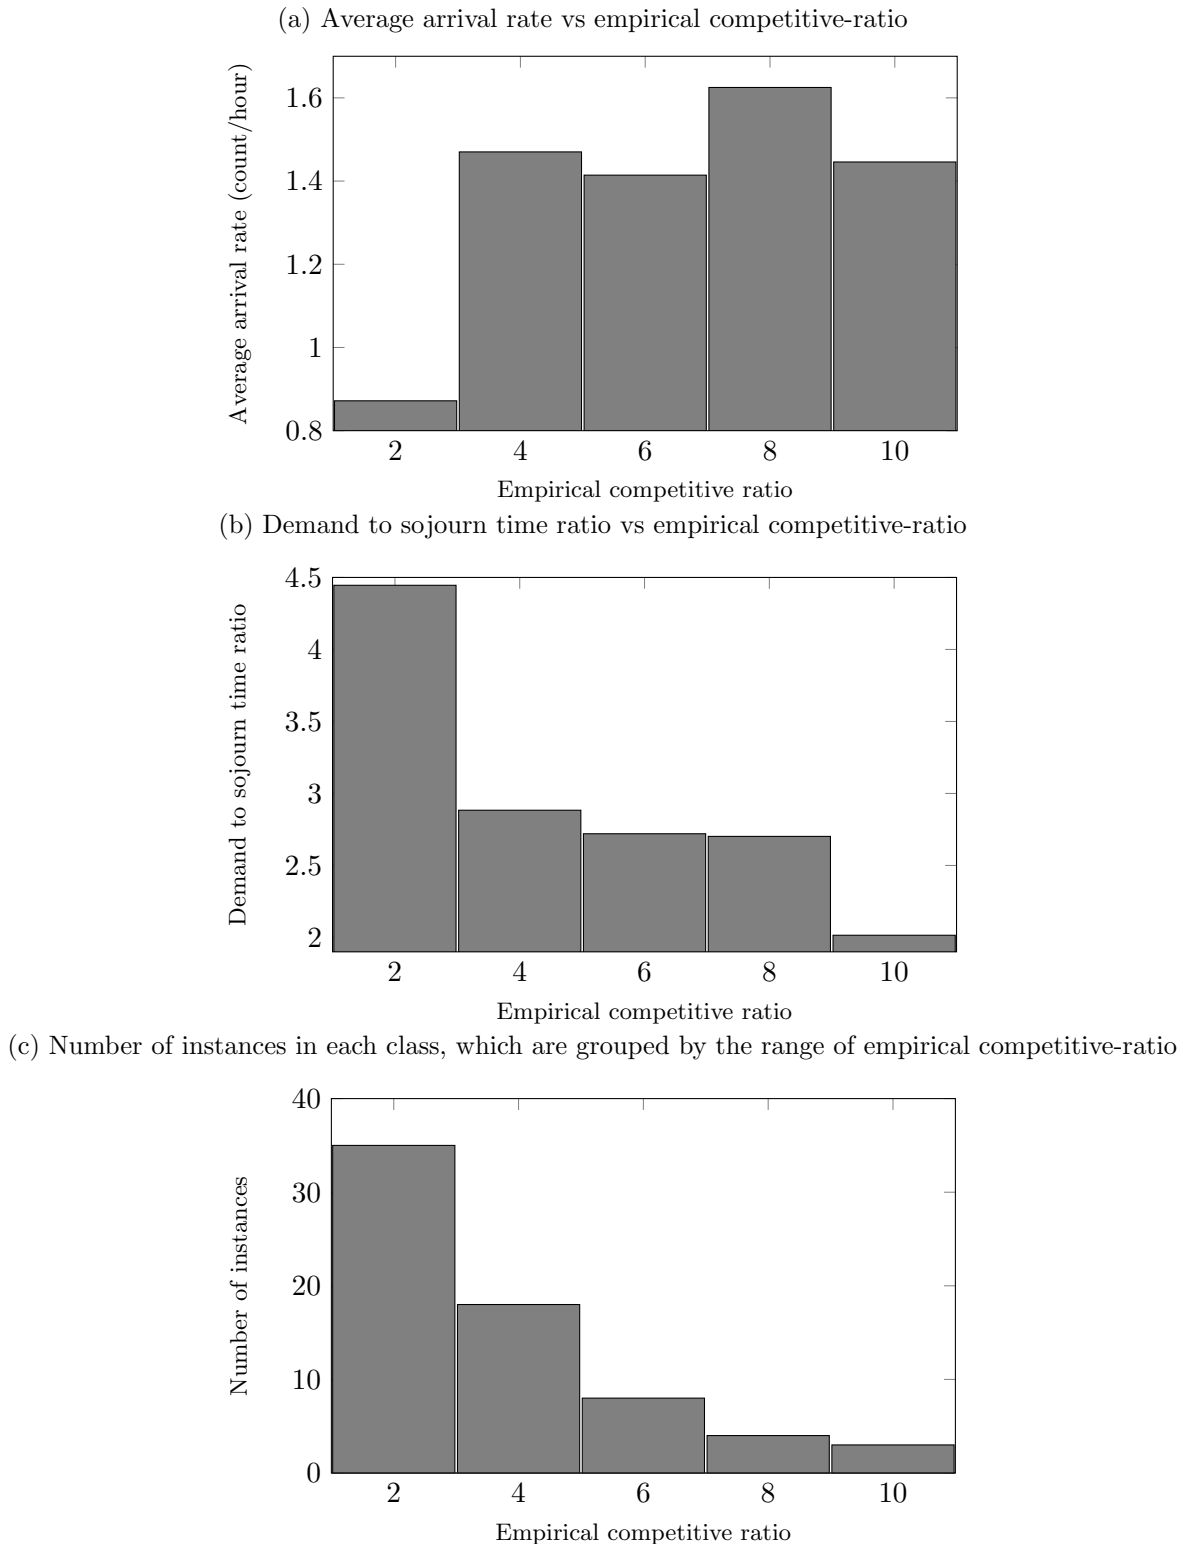 (a) Average arrival rate vs empirical competitive-ratio
Average arrival rate (count/hour)
1.6
1.4
1.2
1
0.8
2 4 6 8 10
Empirical competitive ratio
(b) Demand to sojourn time ratio vs empirical competitive-ratio
Demand to sojourn time ratio
4.5
4
3.5
3
2.5
2
2 4 6 8 10
Empirical competitive ratio
(c) Number of instances in each class, which are grouped by the range of empirical competitive-ratio
Number of instances
40
30
20
10
0
2 4 6 8 10
Empirical competitive ratio